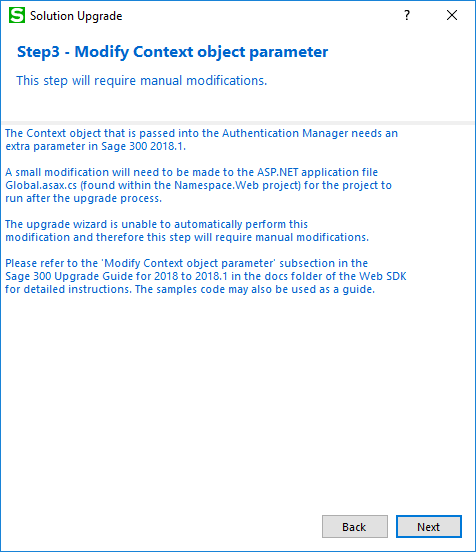 S Solution Upgrade ?
Step3 - Modify Context object parameter
This step will require manual modifications.
The Context object that is passed into the Authentication Manager needs an
extra parameter in Sage 300 2018.1.
A small modification will need to be made to the ASP.NET application file
Global.asax.cs (found within the Namespace.Web project) for the project to
run after the upgrade process.
The upgrade wizard is unable to automatically perform this
modification and therefore this step will require manual modifications.
Please refer to the 'Modify Context object parameter' subsection in the
Sage 300 Upgrade Guide for 2018 to 2018.1 in the docs folder of the Web SDK
for detailed instructions. The samples code may also be used as a guide.
Back Next